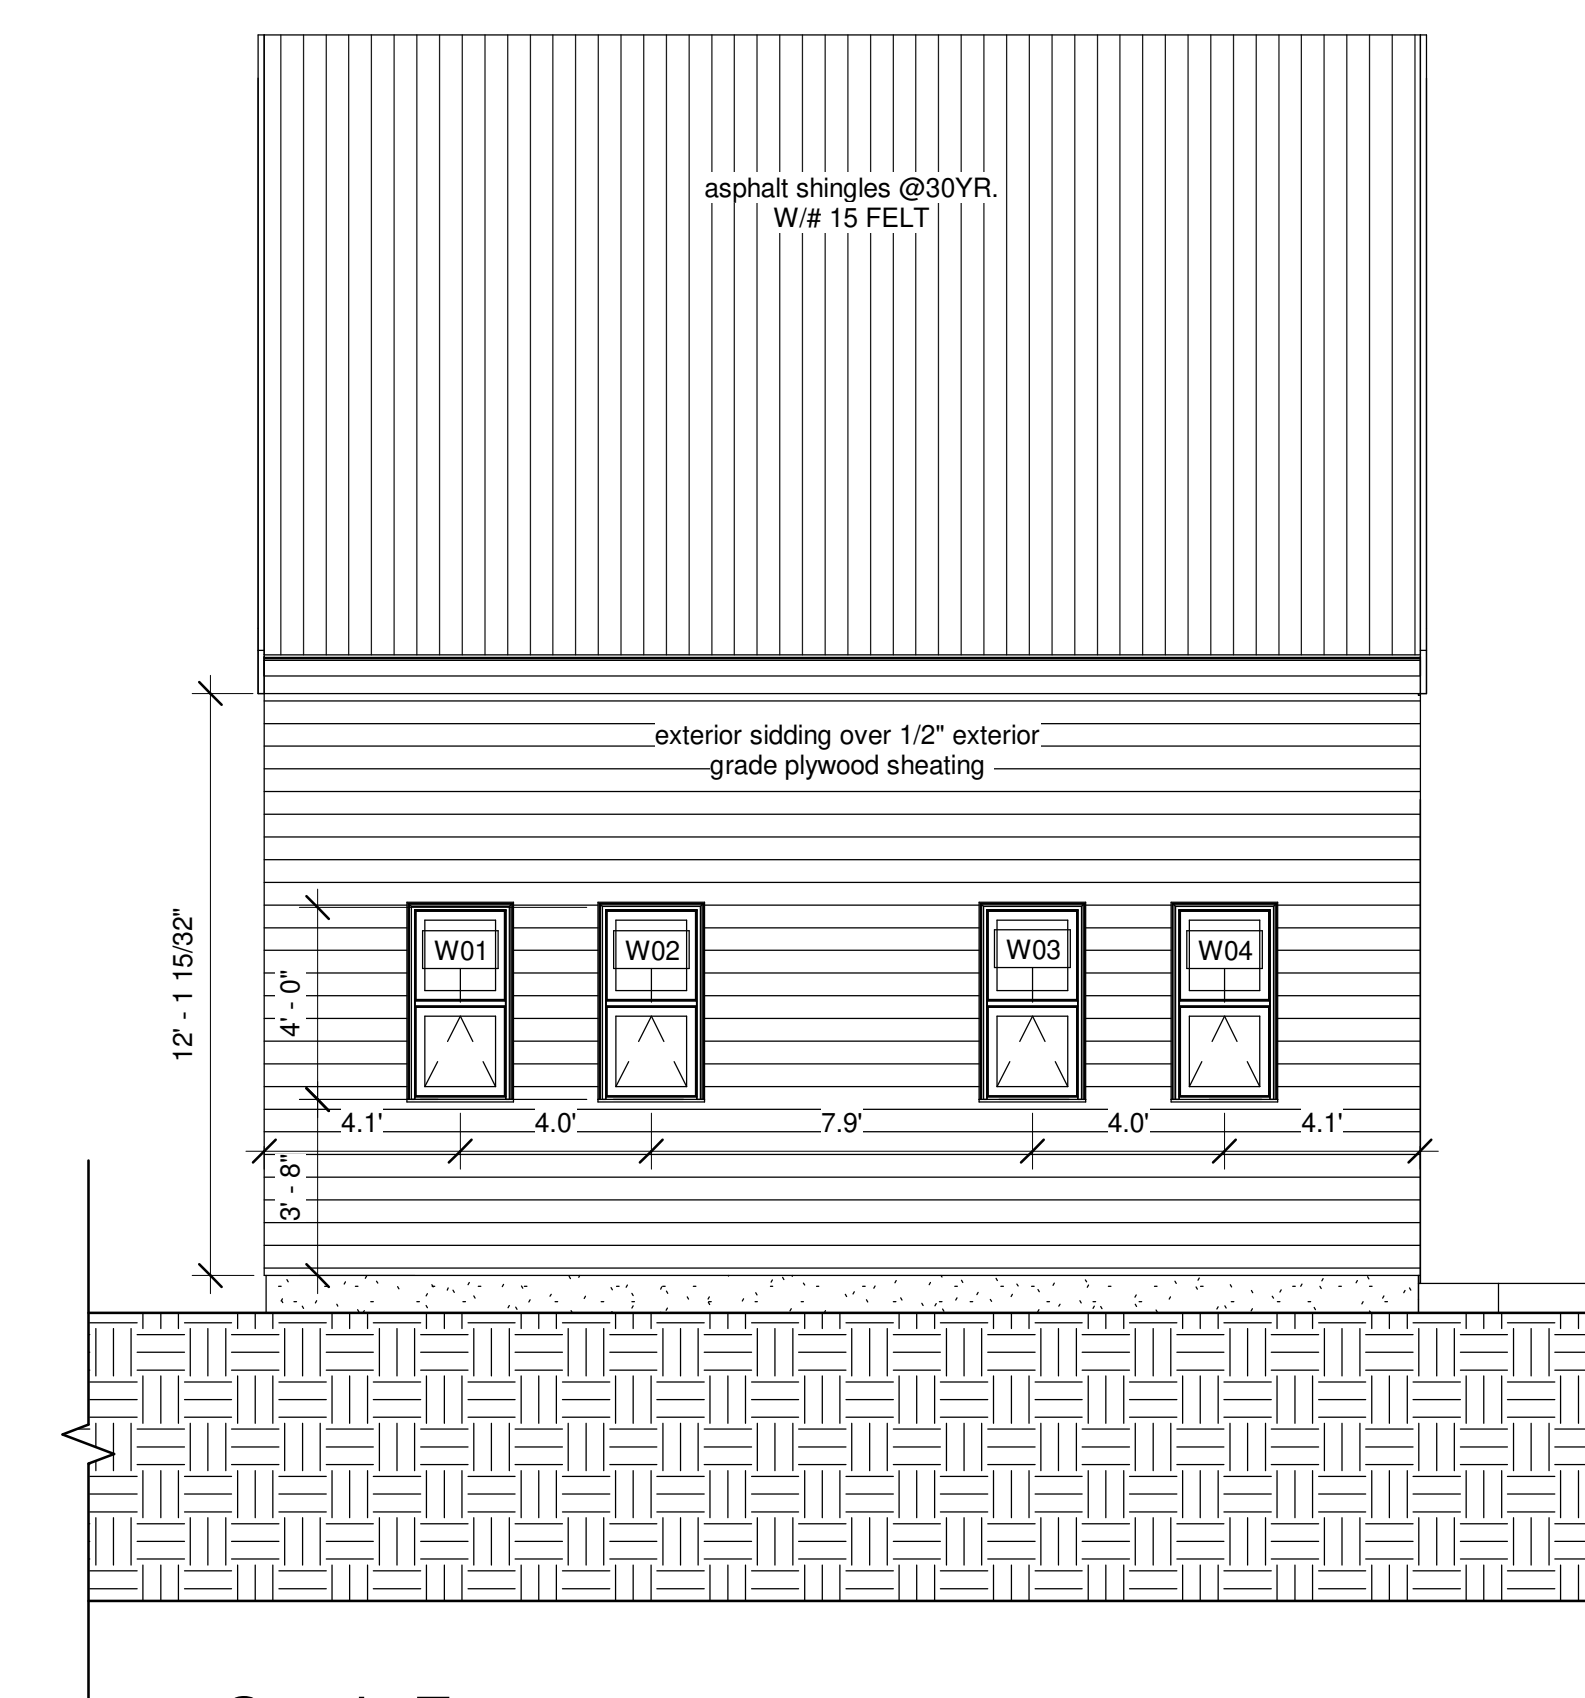 asphalt shingles @30YR.
W/# 15 FELT
exterior sidding over 1/2" exterior
grade plywood sheating
12' - 1 15/32"
4' - 0"
W01
W02
W03
W04
4.1'
4.0'
7.9'
4.0'
4.1'
3' - 8"